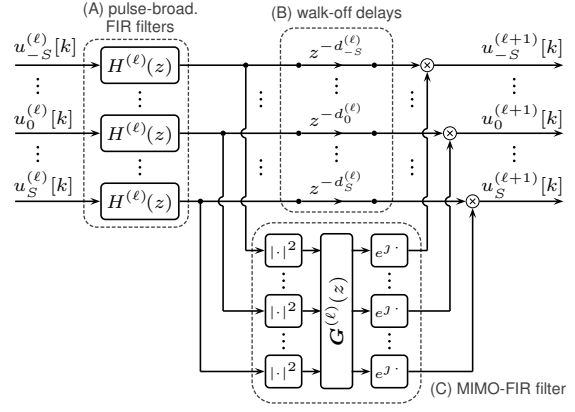 (A) pulse-broad. FIR filters
(B) walk-off delays
u_{-S}^{(ℓ)}[k] H^{(ℓ)}(z) z^{-d_{-S}^{(ℓ)}} ⊗ u_{-S}^{(ℓ+1)}[k]
⋮ ⋮ ⋮ ⋮ ⋮
u_0^{(ℓ)}[k] H^{(ℓ)}(z) z^{-d_0^{(ℓ)}} ⊗ u_0^{(ℓ+1)}[k]
⋮ ⋮ ⋮ ⋮ ⋮
u_S^{(ℓ)}[k] H^{(ℓ)}(z) z^{-d_S^{(ℓ)}} ⊗ u_S^{(ℓ+1)}[k]
|·|² e^{ȷ·}
⋮ ⋮
|·|² G^{(ℓ)}(z) e^{ȷ·}
⋮ ⋮
|·|² e^{ȷ·}
(C) MIMO-FIR filter